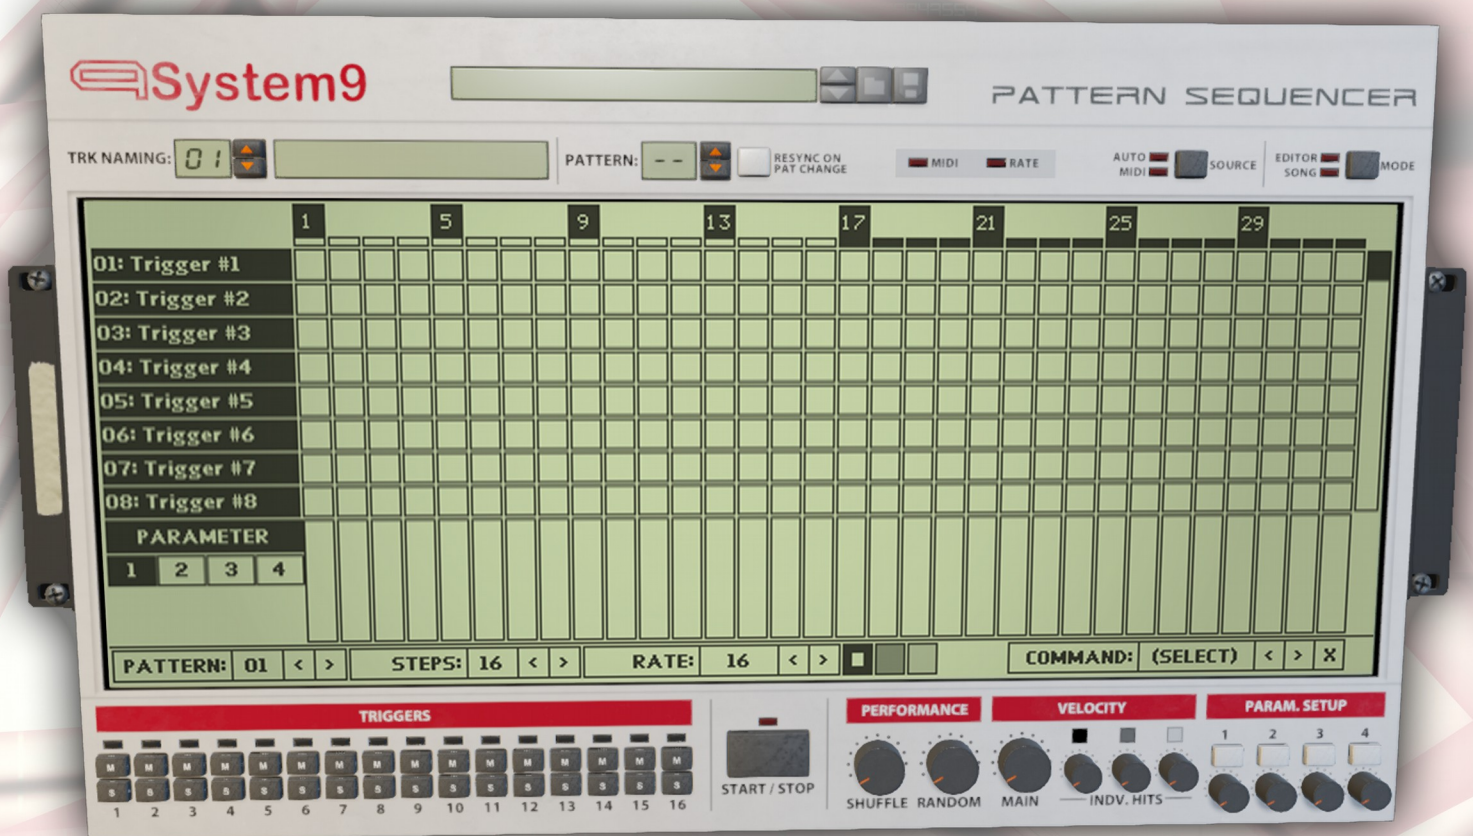 System9
PATTERN SEQUENCER
TRK NAMING: 01
PATTERN: --
RESYNC ON
PAT CHANGE
MIDI
RATE
AUTO
MIDI
SOURCE
EDITOR
SONG
MODE
1 5 9 13 17 21 25 29
01: Trigger #1
02: Trigger #2
03: Trigger #3
04: Trigger #4
05: Trigger #5
06: Trigger #6
07: Trigger #7
08: Trigger #8
PARAMETER
1 2 3 4
PATTERN: 01 < > STEPS: 16 < > RATE: 16 < > COMMAND: (SELECT) < > X
TRIGGERS
M M M M M M M M M M M M M M M M
S S S S S S S S S S S S S S S S
1 2 3 4 5 6 7 8 9 10 11 12 13 14 15 16
START / STOP
PERFORMANCE
SHUFFLE RANDOM
VELOCITY
MAIN INDV. HITS
PARAM. SETUP
1 2 3 4